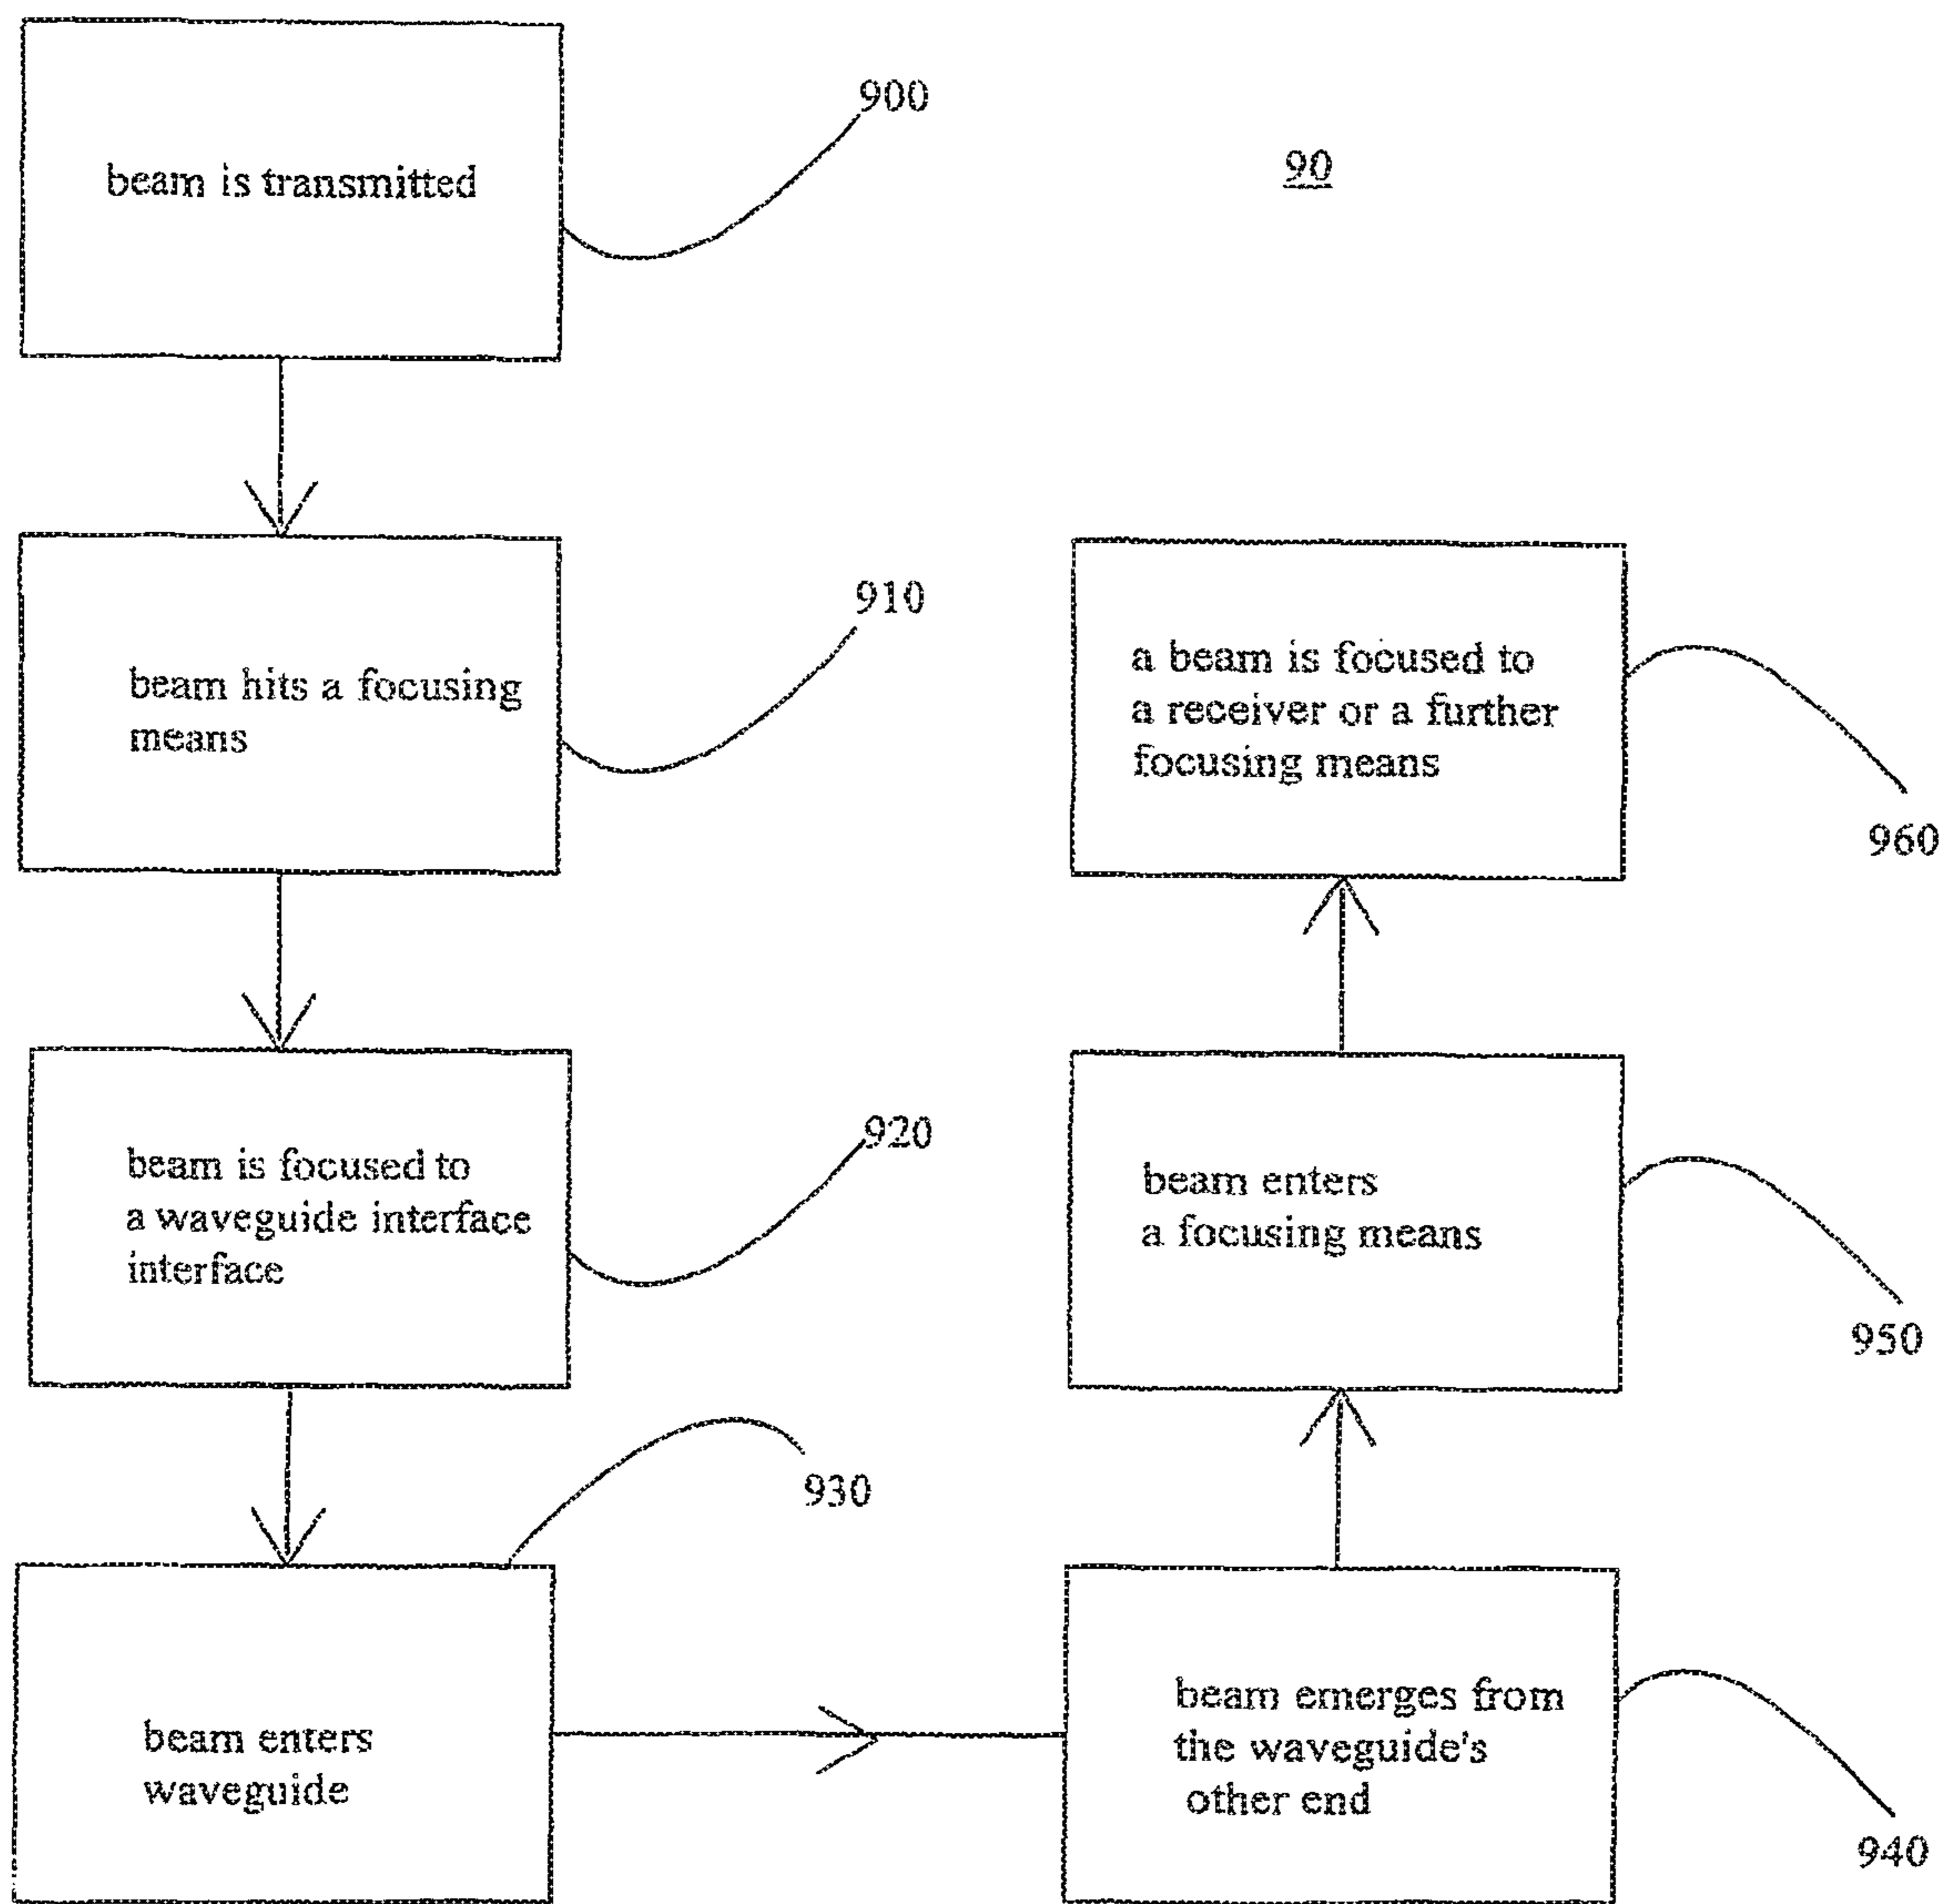 beam is transmitted
900
90
beam hits a focusing
means
910
beam is focused to
a waveguide interface
interface
920
beam enters
waveguide
930
beam emerges from
the waveguide's
other end
940
beam enters
a focusing means
950
a beam is focused to
a receiver or a further
focusing means
960